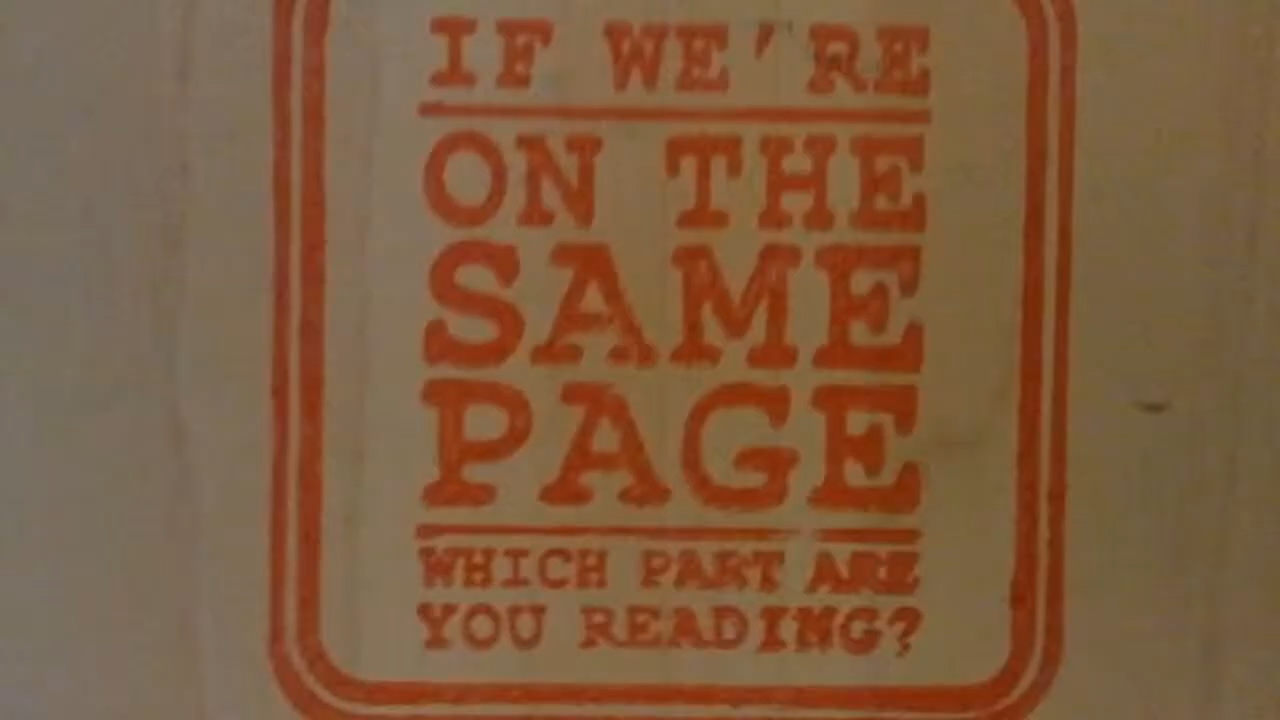 IF WE'RE
ON THE
SAME
PAGE
WHICH PART ARE
YOU READING?